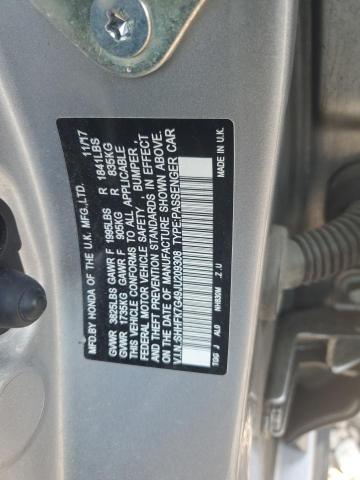 MFD.BY HONDA OF THE U.K. MFG.,LTD. 11/17
GVWR 3825LBS GAWR F 1995LBS R 1841LBS
GVWR 1735KG GAWR F 905KG R 835KG
THIS VEHICLE CONFORMS TO ALL APPLICABLE
FEDERAL MOTOR VEHICLE SAFETY, BUMPER,
& THEFT PREVENTION STANDARDS IN EFFECT
ON THE DATE OF MANUFACTURE SHOWN ABOVE.
V.I.N. SHHFK7G49JU209308 TYPE:PASSENGER CAR
TGG J ALD NH830M Z.U MADE IN U.K.